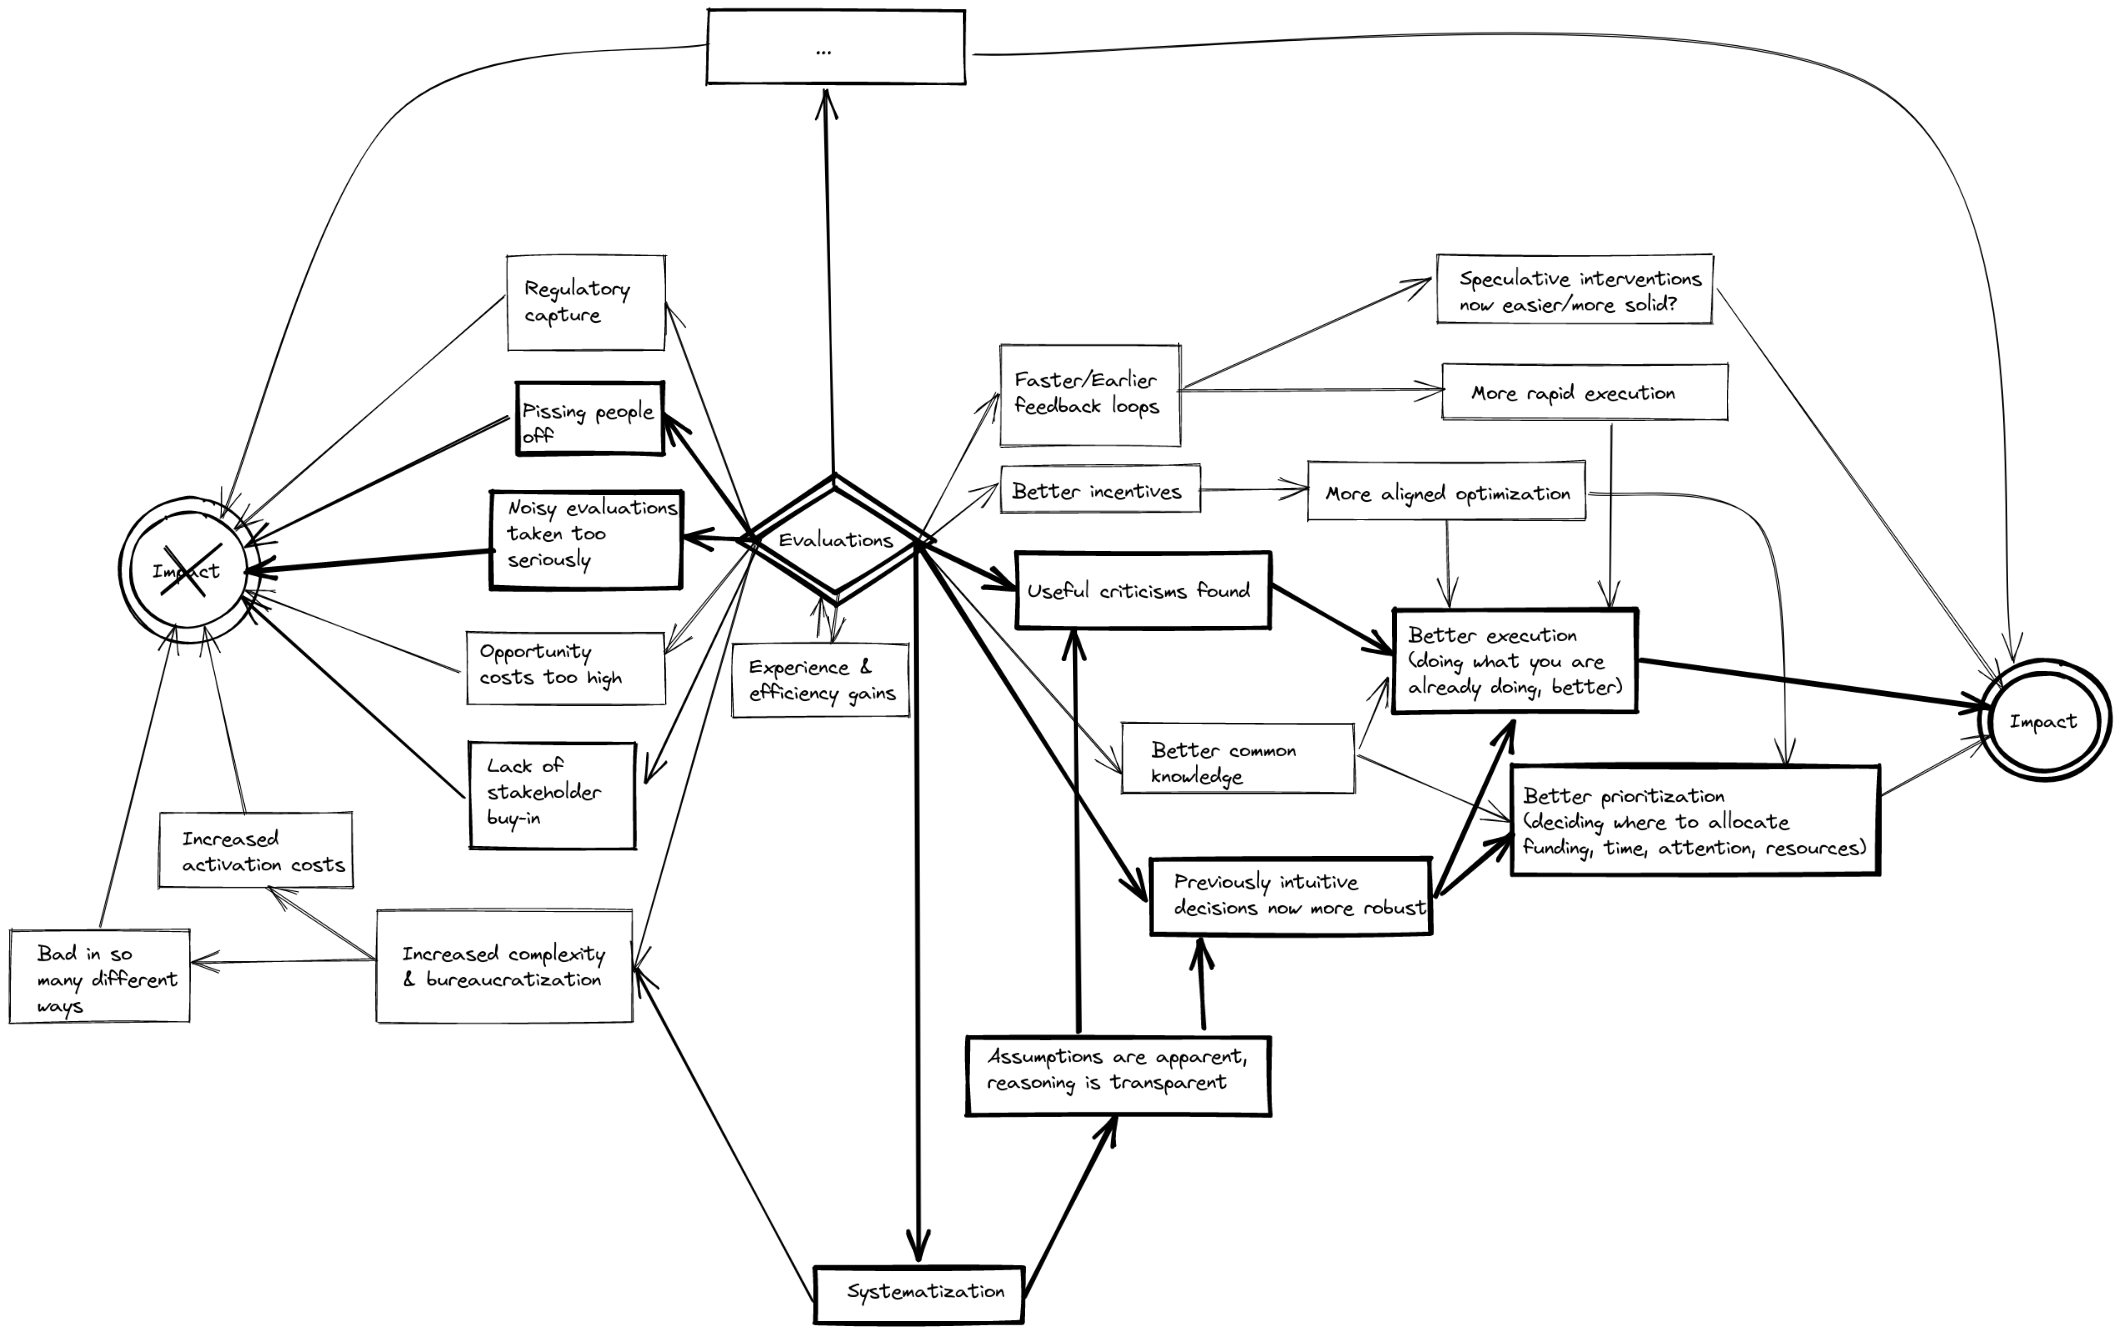 ...
Regulatory
capture
Pissing people
off
Noisy evaluations
taken too
seriously
Impact
Opportunity
costs too high
Lack of
stakeholder
buy-in
Increased
activation costs
Bad in so
many different
ways
Increased complexity
& bureaucratization
Evaluations
Experience &
efficiency gains
Faster/Earlier
feedback loops
Speculative interventions
now easier/more solid?
More rapid execution
Better incentives
More aligned optimization
Useful criticisms found
Better execution
(doing what you are
already doing, better)
Better common
knowledge
Better prioritization
(deciding where to allocate
funding, time, attention, resources)
Impact
Previously intuitive
decisions now more robust
Assumptions are apparent,
reasoning is transparent
Systematization